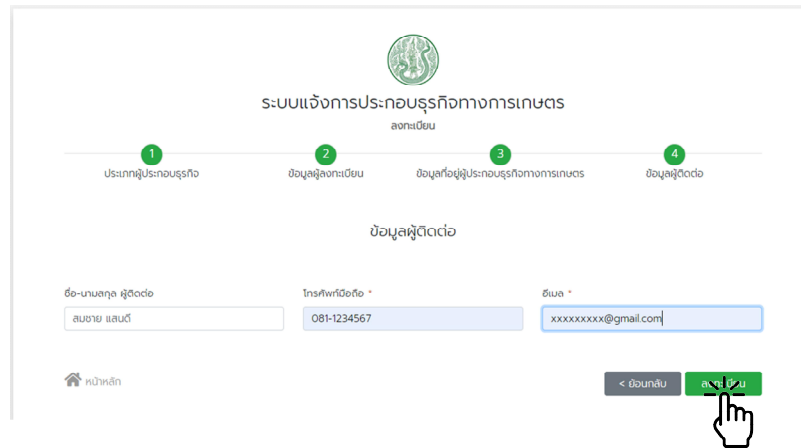 ระบบแจ้งการประกอบธุรกิจทางการเกษตร
ลงทะเบียน
1 2 3 4
ประเภทผู้ประกอบธุรกิจ ข้อมูลผู้ลงทะเบียน ข้อมูลที่อยู่ผู้ประกอบธุรกิจทางการเกษตร ข้อมูลผู้ติดต่อ
ข้อมูลผู้ติดต่อ
ชื่อ-นามสกุล ผู้ติดต่อ โทรศัพท์มือถือ * อีเมล *
สมชาย แสนดี 081-1234567 xxxxxxxxx@gmail.com
หน้าหลัก < ย้อนกลับ ลงทะเบียน